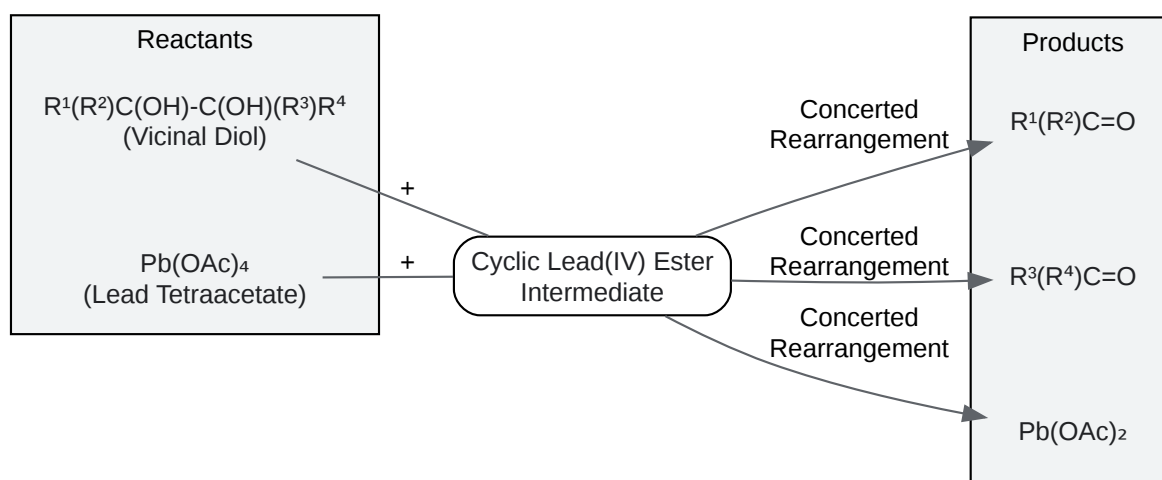 Reactants
R¹(R²)C(OH)-C(OH)(R³)R⁴
(Vicinal Diol)
Pb(OAc)₄
(Lead Tetraacetate)
+
+
Cyclic Lead(IV) Ester
Intermediate
Concerted
Rearrangement
Concerted
Rearrangement
Concerted
Rearrangement
Products
R¹(R²)C=O
R³(R⁴)C=O
Pb(OAc)₂